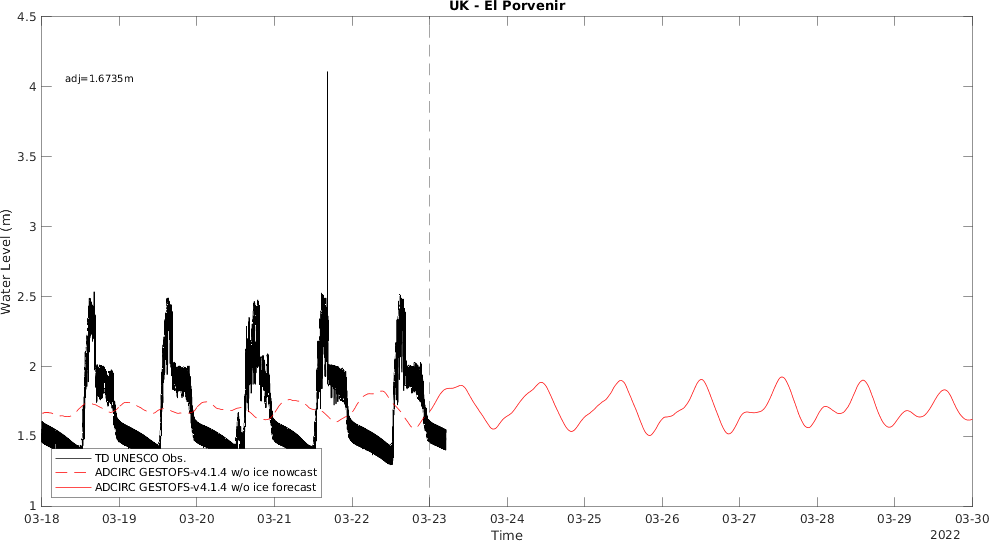 UK - El Porvenir
4.5
4
3.5
3
2.5
2
1.5
1
Water Level (m)
adj=1.6735m
TD UNESCO Obs.
ADCIRC GESTOFS-v4.1.4 w/o ice nowcast
ADCIRC GESTOFS-v4.1.4 w/o ice forecast
03-18 03-19 03-20 03-21 03-22 03-23 03-24 03-25 03-26 03-27 03-28 03-29 03-30
Time
2022